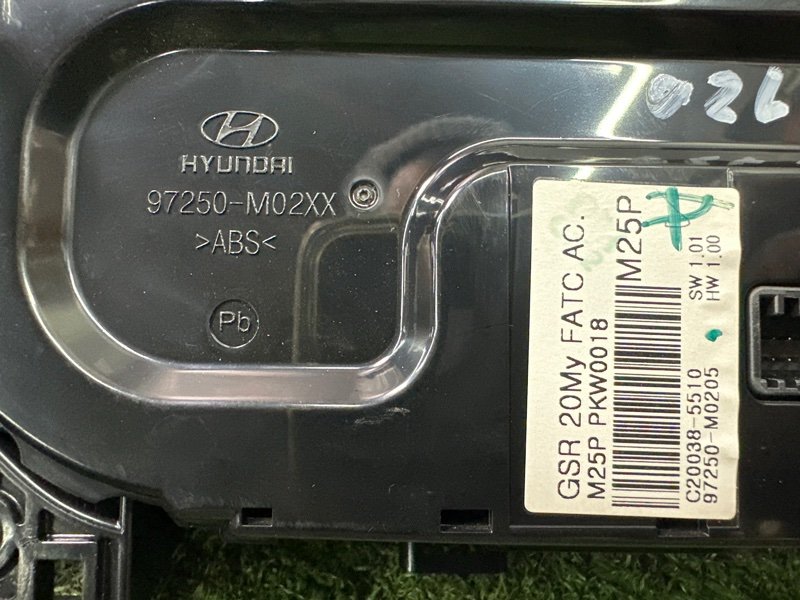 HYUNDAI
97250-M02XX
>ABS<
Pb
026
GSR 20My FATC AC.
M25P PKW0018
M25P
C20038-5510
SW 1.01
97250-M0205
HW 1.00